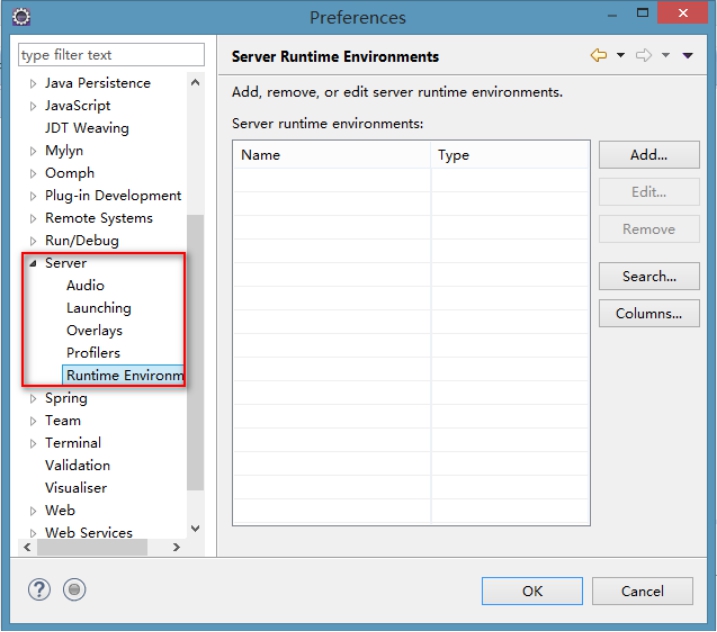 Preferences
type filter text
Java Persistence
JavaScript
JDT Weaving
Mylyn
Oomph
Plug-in Development
Remote Systems
Run/Debug
Server
Audio
Launching
Overlays
Profilers
Runtime Environm
Spring
Team
Terminal
Validation
Visualiser
Web
Web Services
Server Runtime Environments
Add, remove, or edit server runtime environments.
Server runtime environments:
Name Type
Add...
Edit...
Remove
Search...
Columns...
OK Cancel